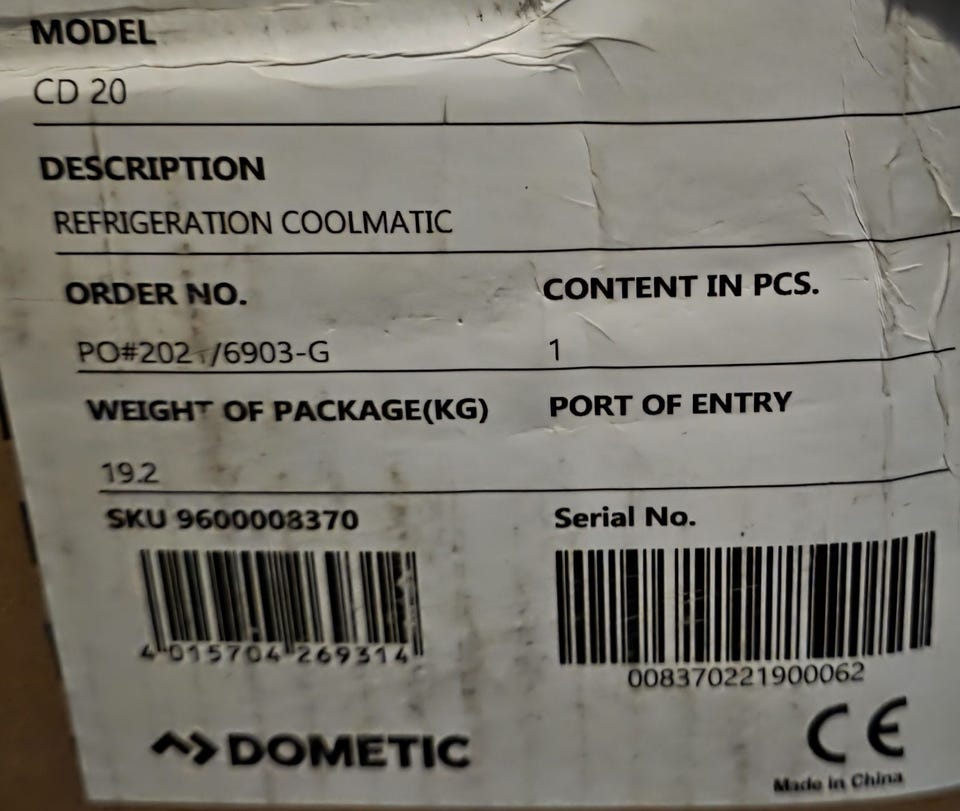 MODEL
CD 20
DESCRIPTION
REFRIGERATION COOLMATIC
ORDER NO.
CONTENT IN PCS.
1
WEIGHT OF PACKAGE(KG)
PORT OF ENTRY
19.2
SKU 9600008370
Serial No.
4 015704 269314
008370221900062
DOMETIC
CE
Made in China